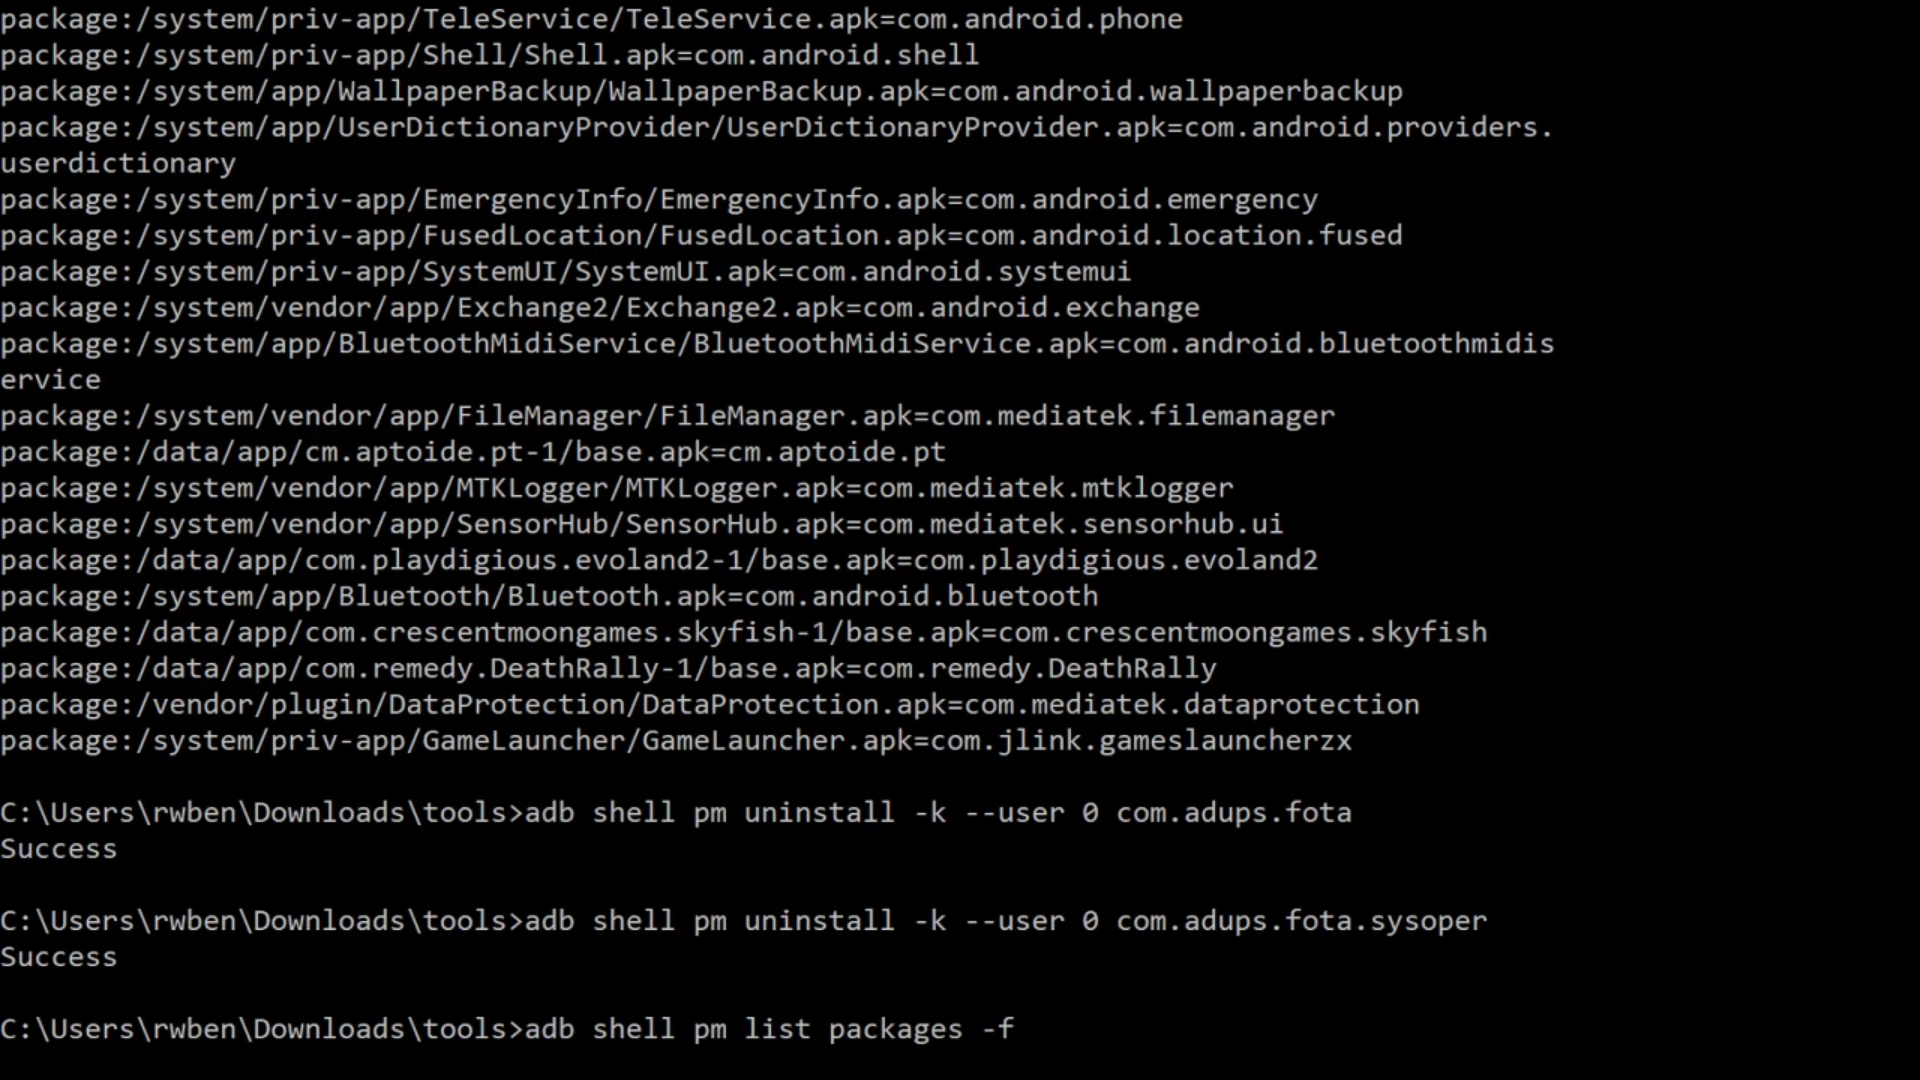 package:/system/priv-app/TeleService/TeleService.apk=com.android.phone
package:/system/priv-app/Shell/Shell.apk=com.android.shell
package:/system/app/WallpaperBackup/WallpaperBackup.apk=com.android.wallpaperbackup
package:/system/app/UserDictionaryProvider/UserDictionaryProvider.apk=com.android.providers.
userdictionary
package:/system/priv-app/EmergencyInfo/EmergencyInfo.apk=com.android.emergency
package:/system/priv-app/FusedLocation/FusedLocation.apk=com.android.location.fused
package:/system/priv-app/SystemUI/SystemUI.apk=com.android.systemui
package:/system/vendor/app/Exchange2/Exchange2.apk=com.android.exchange
package:/system/app/BluetoothMidiService/BluetoothMidiService.apk=com.android.bluetoothmidis
ervice
package:/system/vendor/app/FileManager/FileManager.apk=com.mediatek.filemanager
package:/data/app/cm.aptoide.pt-1/base.apk=cm.aptoide.pt
package:/system/vendor/app/MTKLogger/MTKLogger.apk=com.mediatek.mtklogger
package:/system/vendor/app/SensorHub/SensorHub.apk=com.mediatek.sensorhub.ui
package:/data/app/com.playdigious.evoland2-1/base.apk=com.playdigious.evoland2
package:/system/app/Bluetooth/Bluetooth.apk=com.android.bluetooth
package:/data/app/com.crescentmoongames.skyfish-1/base.apk=com.crescentmoongames.skyfish
package:/data/app/com.remedy.DeathRally-1/base.apk=com.remedy.DeathRally
package:/vendor/plugin/DataProtection/DataProtection.apk=com.mediatek.dataprotection
package:/system/priv-app/GameLauncher/GameLauncher.apk=com.jlink.gameslauncherzx
C:\Users\rwben\Downloads\tools>adb shell pm uninstall -k --user 0 com.adups.fota
Success
C:\Users\rwben\Downloads\tools>adb shell pm uninstall -k --user 0 com.adups.fota.sysoper
Success
C:\Users\rwben\Downloads\tools>adb shell pm list packages -f